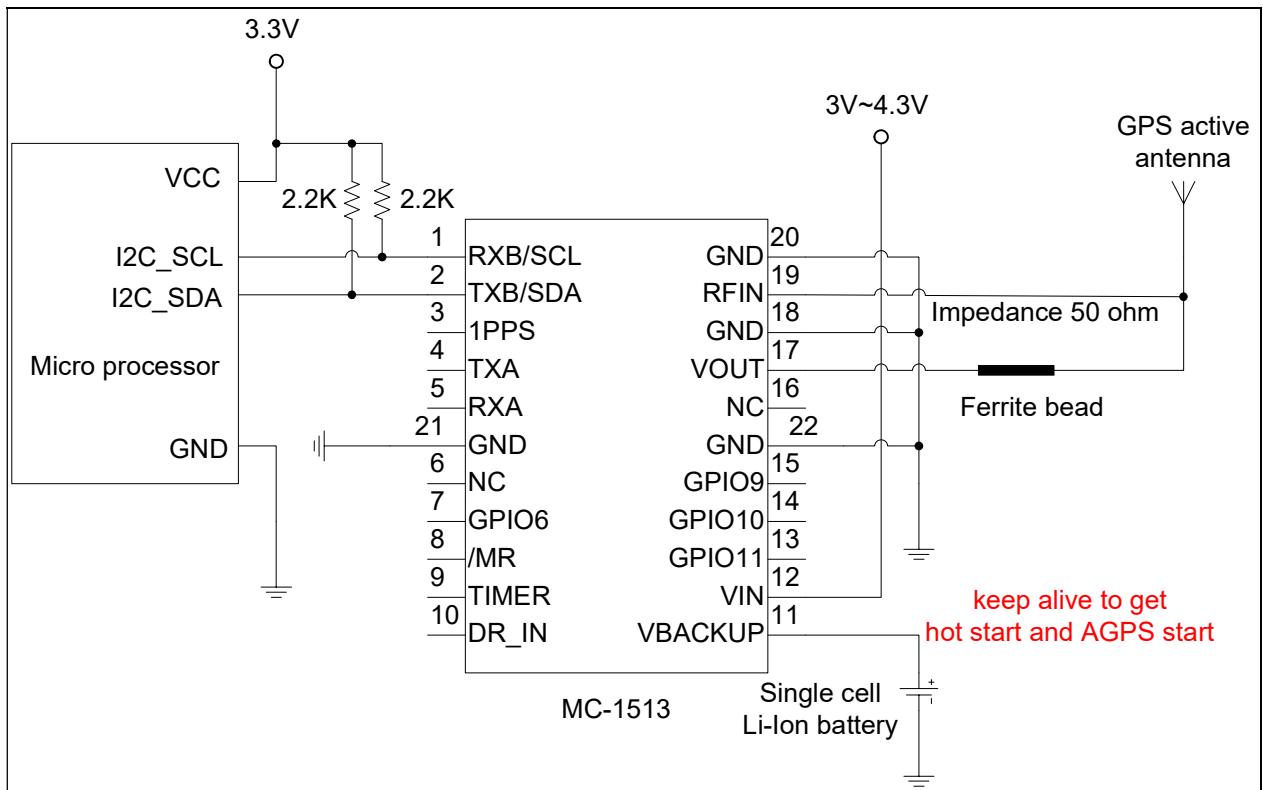 3.3V
3V~4.3V
GPS active
antenna
VCC
2.2K
2.2K
I2C_SCL
I2C_SDA
Micro processor
GND
1
RXB/SCL
2
TXB/SDA
3
1PPS
4
TXA
5
RXA
21
GND
6
NC
7
GPIO6
8
/MR
9
TIMER
10
DR_IN
20
GND
19
RFIN
Impedance 50 ohm
18
GND
17
VOUT
Ferrite bead
16
NC
22
GND
15
GPIO9
14
GPIO10
13
GPIO11
12
VIN
11
VBACKUP
keep alive to get
hot start and AGPS start
MC-1513
Single cell
Li-Ion battery
+
-